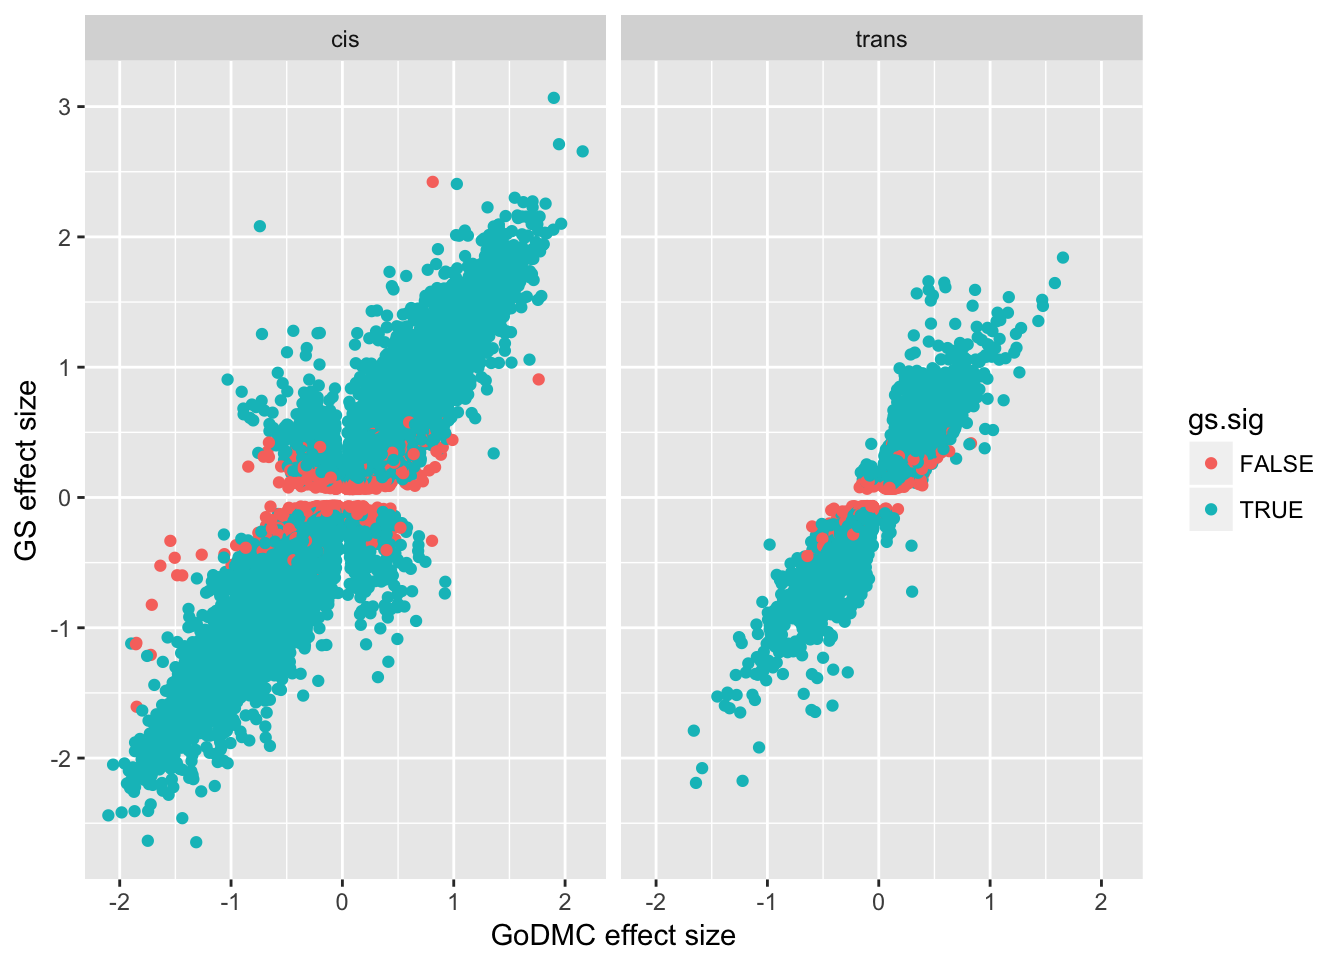 cis
trans
3
2
1
0
-1
-2
GS effect size
-2 -1 0 1 2
-2 -1 0 1 2
GoDMC effect size
gs.sig
FALSE
TRUE